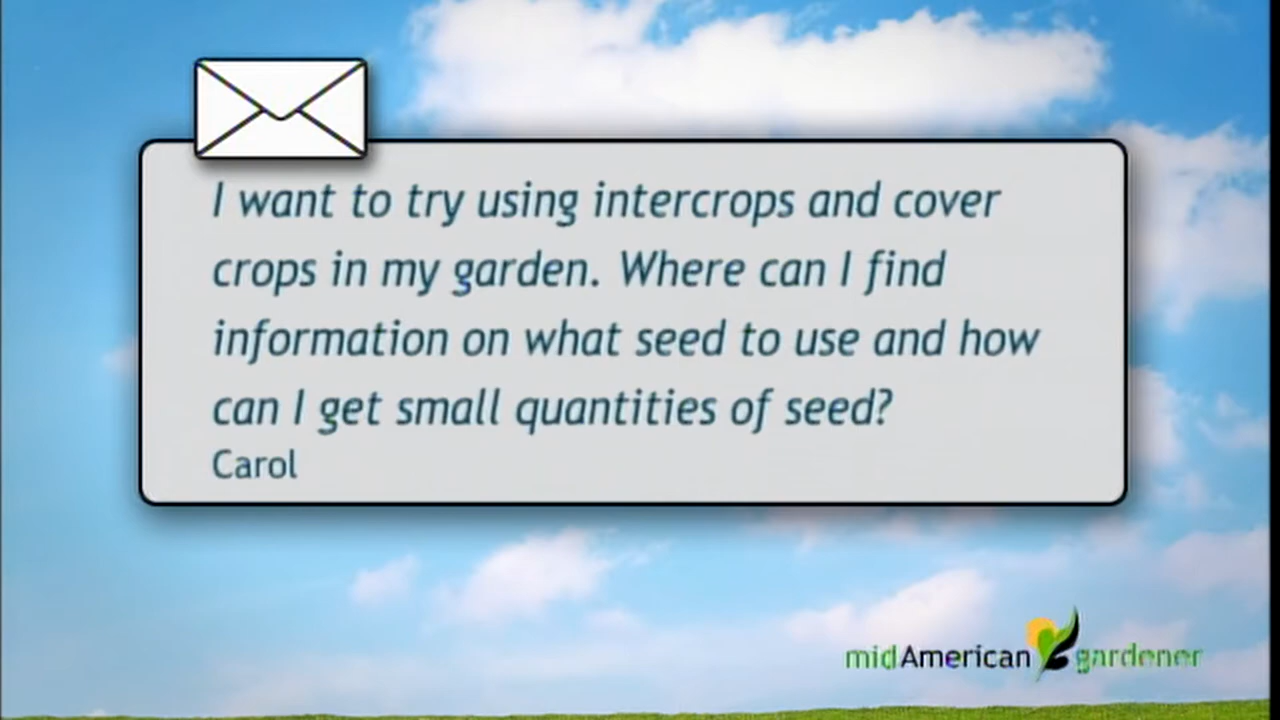 I want to try using intercrops and cover
crops in my garden. Where can I find
information on what seed to use and how
can I get small quantities of seed?
Carol
midAmerican gardener